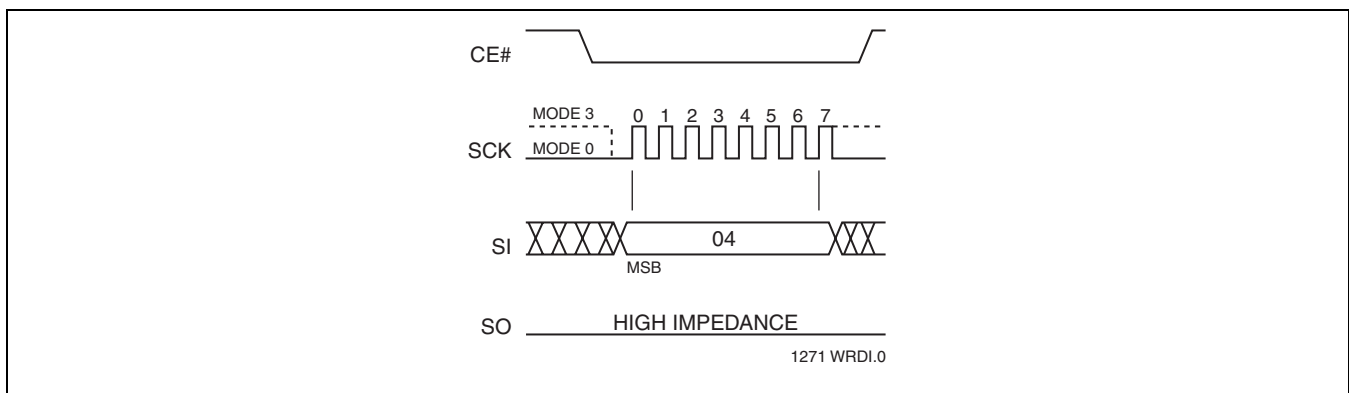 CE#
MODE 3 0 1 2 3 4 5 6 7
SCK MODE 0
SI 04
MSB
SO HIGH IMPEDANCE
1271 WRDI.0